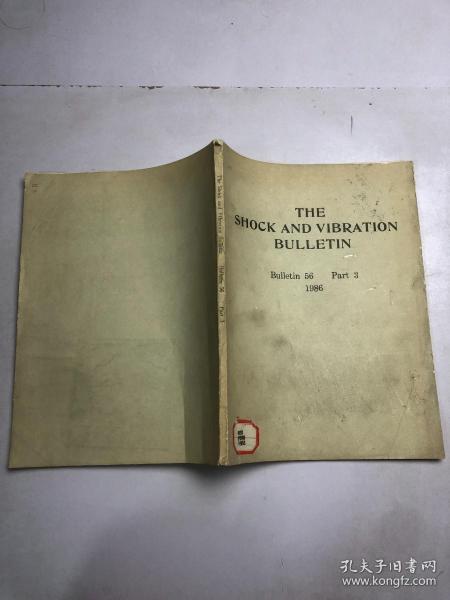 THE
SHOCK AND VIBRATION
BULLETIN
Bulletin 56 Part 3
1986
The Shock and Vibration Bulletin Bulletin 56 Part 3
孔夫子旧书网
www.kongfz.com